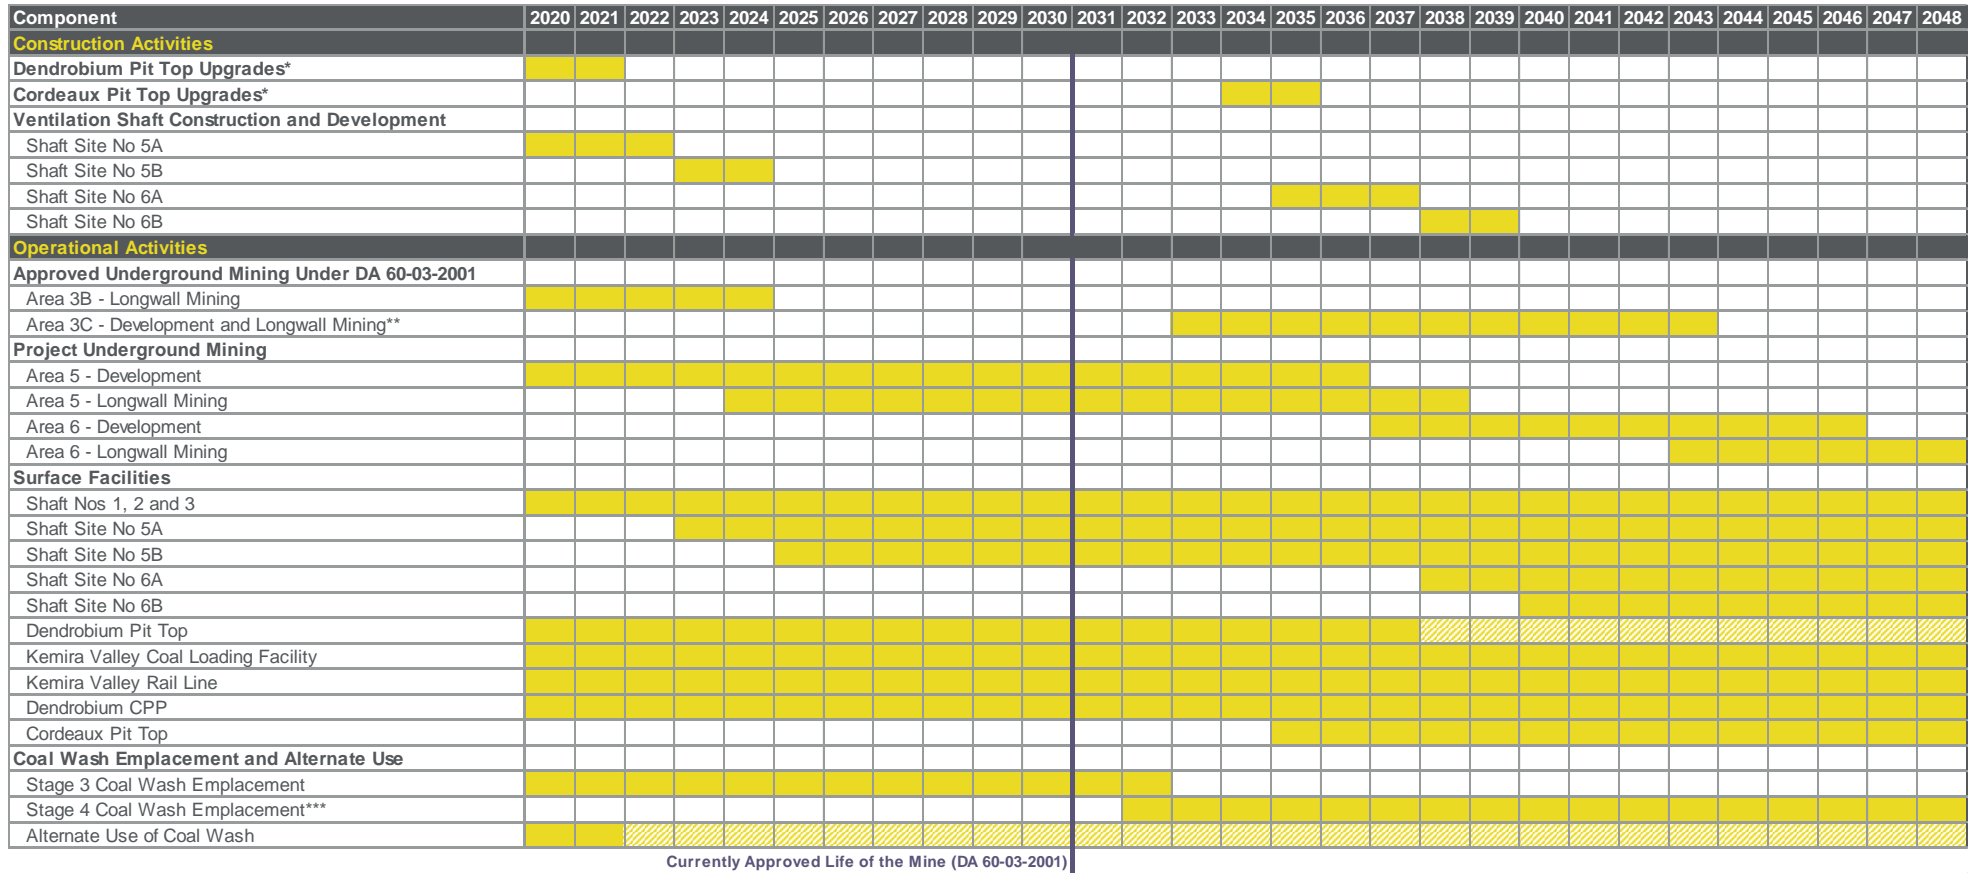 Component 2020 2021 2022 2023 2024 2025 2026 2027 2028 2029 2030 2031 2032 2033 2034 2035 2036 2037 2038 2039 2040 2041 2042 2043 2044 2045 2046 2047 2048
Construction Activities
Dendrobium Pit Top Upgrades*
Cordeaux Pit Top Upgrades*
Ventilation Shaft Construction and Development
Shaft Site No 5A
Shaft Site No 5B
Shaft Site No 6A
Shaft Site No 6B
Operational Activities
Approved Underground Mining Under DA 60-03-2001
Area 3B - Longwall Mining
Area 3C - Development and Longwall Mining**
Project Underground Mining
Area 5 - Development
Area 5 - Longwall Mining
Area 6 - Development
Area 6 - Longwall Mining
Surface Facilities
Shaft Nos 1, 2 and 3
Shaft Site No 5A
Shaft Site No 5B
Shaft Site No 6A
Shaft Site No 6B
Dendrobium Pit Top
Kemira Valley Coal Loading Facility
Kemira Valley Rail Line
Dendrobium CPP
Cordeaux Pit Top
Coal Wash Emplacement and Alternate Use
Stage 3 Coal Wash Emplacement
Stage 4 Coal Wash Emplacement***
Alternate Use of Coal Wash
Currently Approved Life of the Mine (DA 60-03-2001)